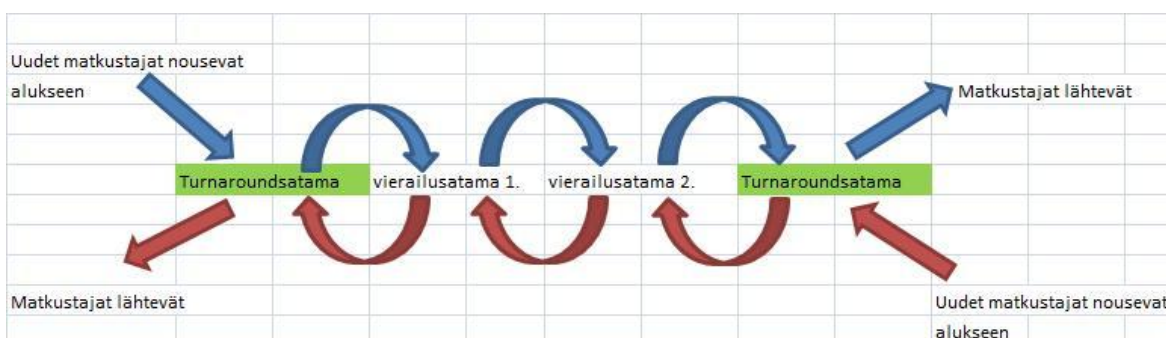 Uudet matkustajat nousevat
alukseen
Matkustajat lähtevät
Turnaroundsatama
vierailusatama 1.
vierailusatama 2.
Turnaroundsatama
Matkustajat lähtevät
Uudet matkustajat nousevat
alukseen